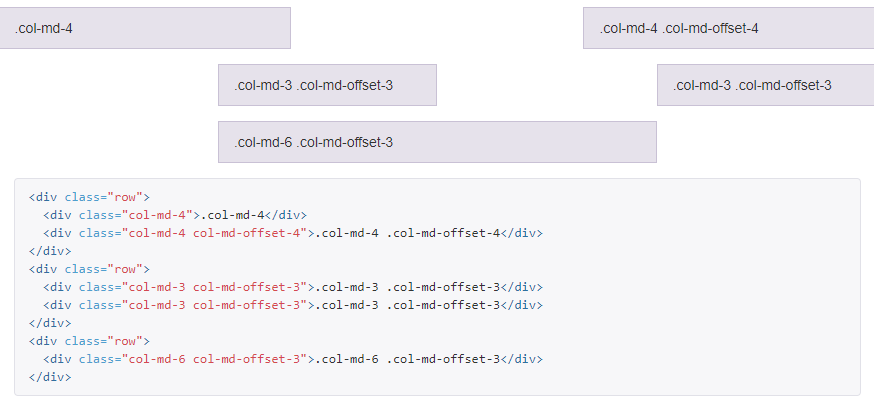 .col-md-4
.col-md-4 .col-md-offset-4
.col-md-3 .col-md-offset-3
.col-md-3 .col-md-offset-3
.col-md-6 .col-md-offset-3
<div class="row">
  <div class="col-md-4">.col-md-4</div>
  <div class="col-md-4 col-md-offset-4">.col-md-4 .col-md-offset-4</div>
</div>
<div class="row">
  <div class="col-md-3 col-md-offset-3">.col-md-3 .col-md-offset-3</div>
  <div class="col-md-3 col-md-offset-3">.col-md-3 .col-md-offset-3</div>
</div>
<div class="row">
  <div class="col-md-6 col-md-offset-3">.col-md-6 .col-md-offset-3</div>
</div>